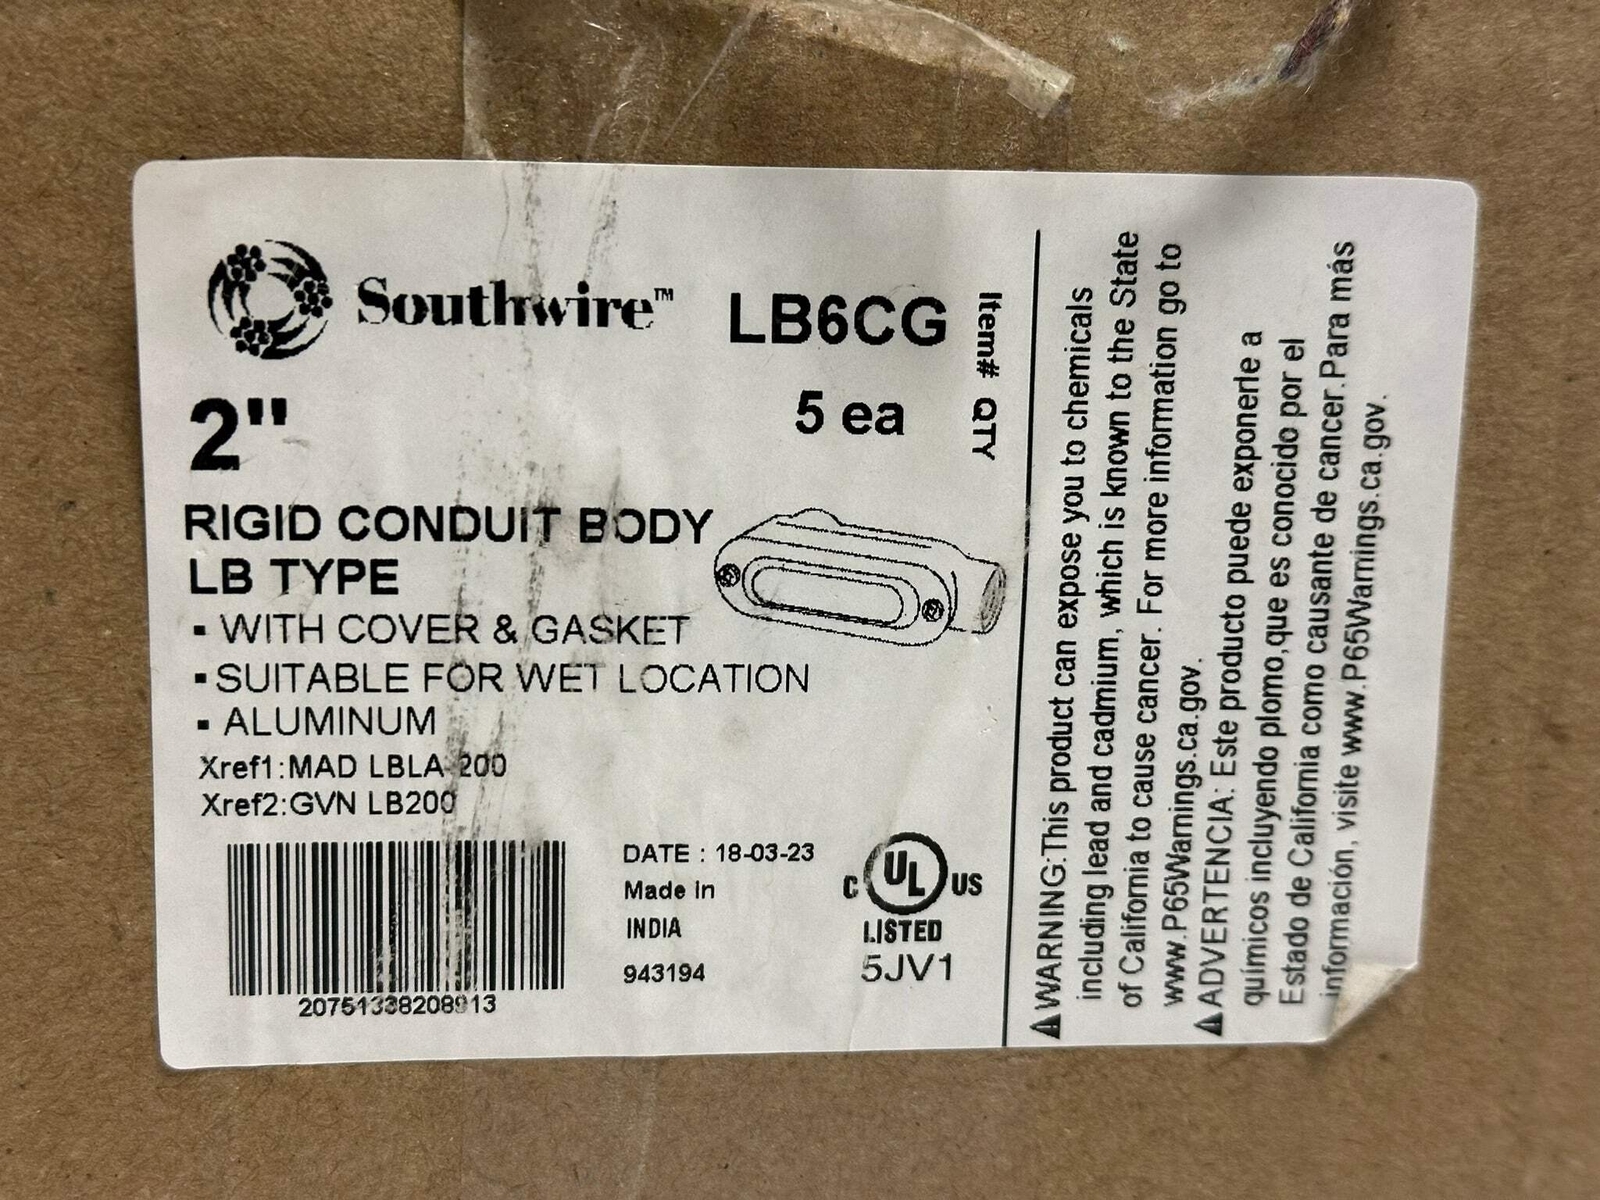 Southwire™
LB6CG
Item#
2"
5 ea
QTY
RIGID CONDUIT BODY
LB TYPE
▪ WITH COVER & GASKET
▪ SUITABLE FOR WET LOCATION
▪ ALUMINUM
Xref1:MAD LBLA-200
Xref2:GVN LB200
20751338208913
DATE : 18-03-23
Made In
INDIA
943194
C UL US
LISTED
5JV1
⚠WARNING:This product can expose you to chemicals
including lead and cadmium, which is known to the State
of California to cause cancer. For more information go to
www.P65Warnings.ca.gov.
⚠ADVERTENCIA: Este producto puede exponerle a
químicos incluyendo plomo,que es conocido por el
Estado de California como causante de cancer.Para más
información, visite www.P65Warnings.ca.gov.